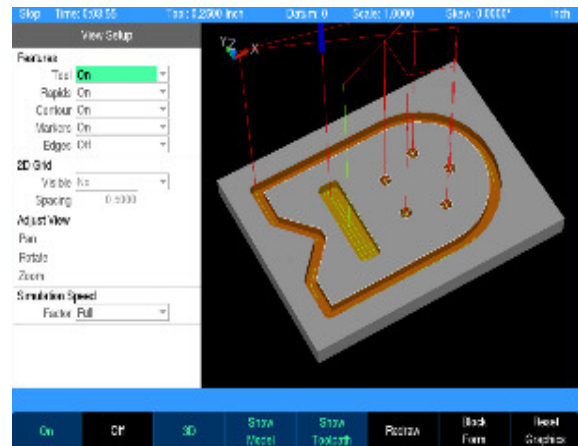 Stop Time: 0:03:55 Tool: 0.2500 Inch Datum: 0 Scale: 1.0000 Skew: 0.0000° Inch
View Setup
Features
Tool On
Rapids On
Contour On
Markers On
Edges Off
2D Grid
Visible No
Spacing 0.5000
Adjust View
Pan
Rotate
Zoom
Simulation Speed
Factor Full
Y Z X
On Off 3D Show Model Show Toolpath Redraw Block Form Reset Graphics